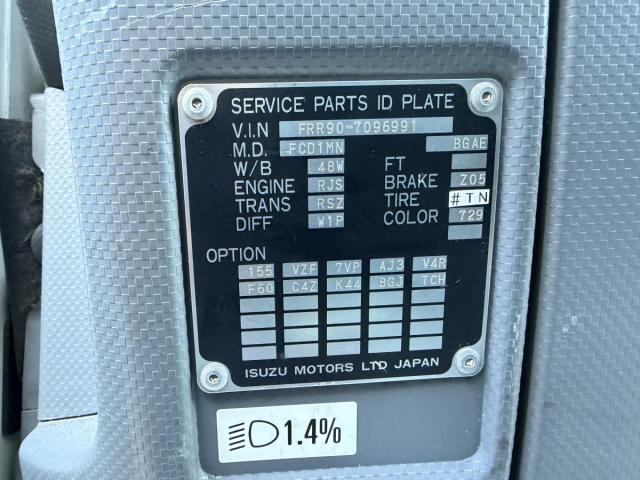 SERVICE PARTS ID PLATE
V.I.N FRR90-7096991
M.D. FCD1MN BGAE
W/B 48W FT
ENGINE RJS BRAKE Z05
TRANS RSZ TIRE #TN
DIFF W1P COLOR 729
OPTION
155 VZF 7VP AJ3 V4R
F60 C4Z K44 8GJ TCH
ISUZU MOTORS LTD JAPAN
1.4%